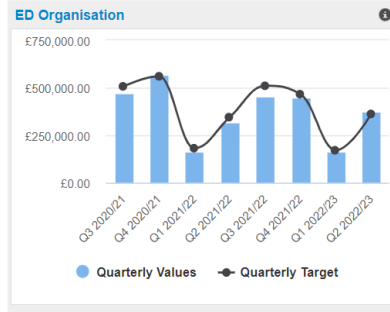 ED Organisation
£750,000.00
£500,000.00
£250,000.00
£0.00
Q3 2020/21
Q4 2020/21
Q1 2021/22
Q2 2021/22
Q3 2021/22
Q4 2021/22
Q1 2022/23
Q2 2022/23
Quarterly Values
Quarterly Target